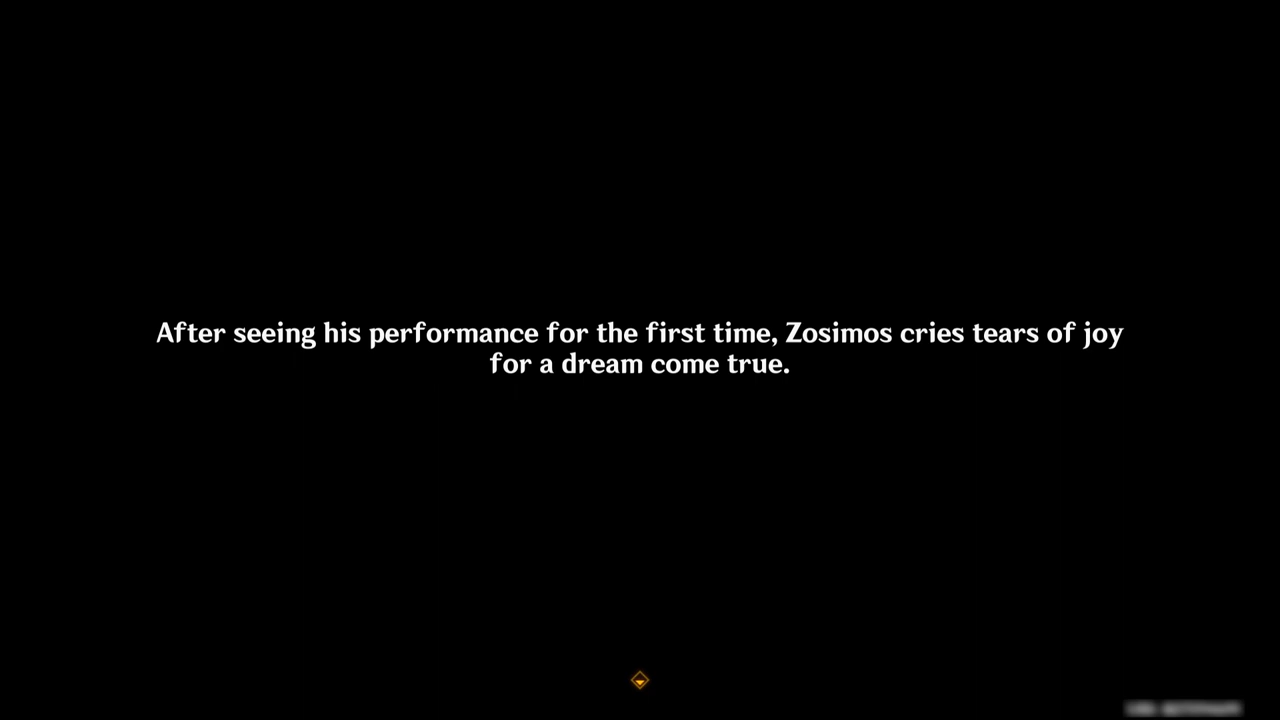 After seeing his performance for the first time, Zosimos cries tears of joy
for a dream come true.